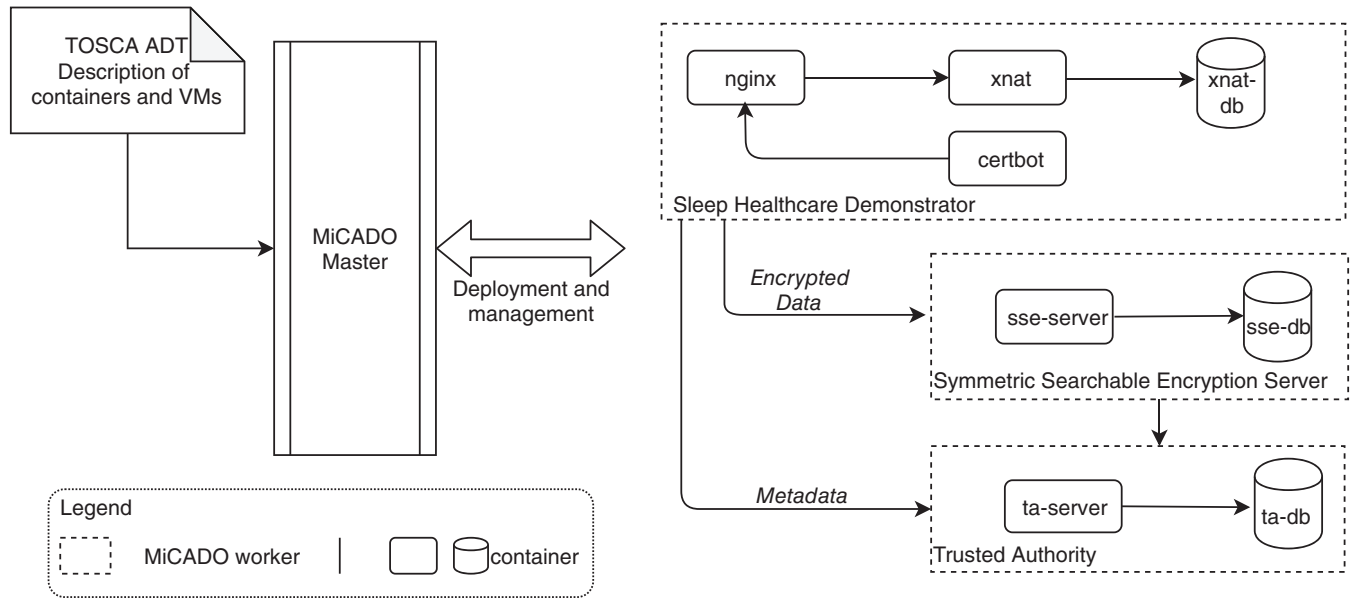 TOSCA ADT
Description of
containers and VMs
MiCADO
Master
Deployment and
management
nginx
xnat
xnat-
db
certbot
Sleep Healthcare Demonstrator
Encrypted
Data
sse-server
sse-db
Symmetric Searchable Encryption Server
Metadata
ta-server
ta-db
Trusted Authority
Legend
MiCADO worker
container